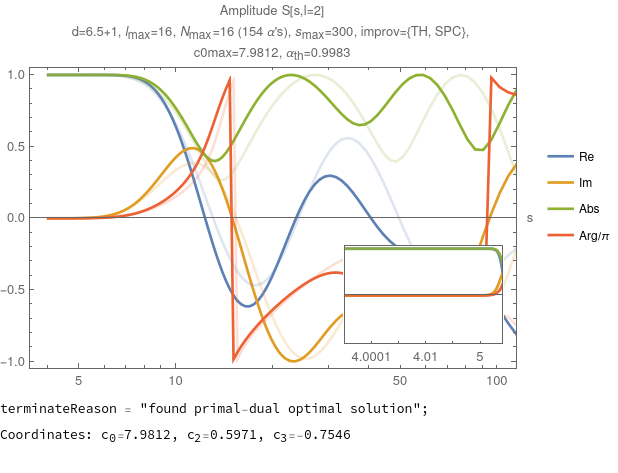 Amplitude S[s,l=2]
d=6.5+1, lmax=16, Nmax=16 (154 α's), smax=300, improv={TH, SPC},
c0max=7.9812, αth=0.9983
1.0
0.5
0.0
-0.5
-1.0
5
10
50
100
s
4.0001
4.01
5
Re
Im
Abs
Arg/π
terminateReason = "found primal-dual optimal solution";
Coordinates: c0=7.9812, c2=0.5971, c3=-0.7546